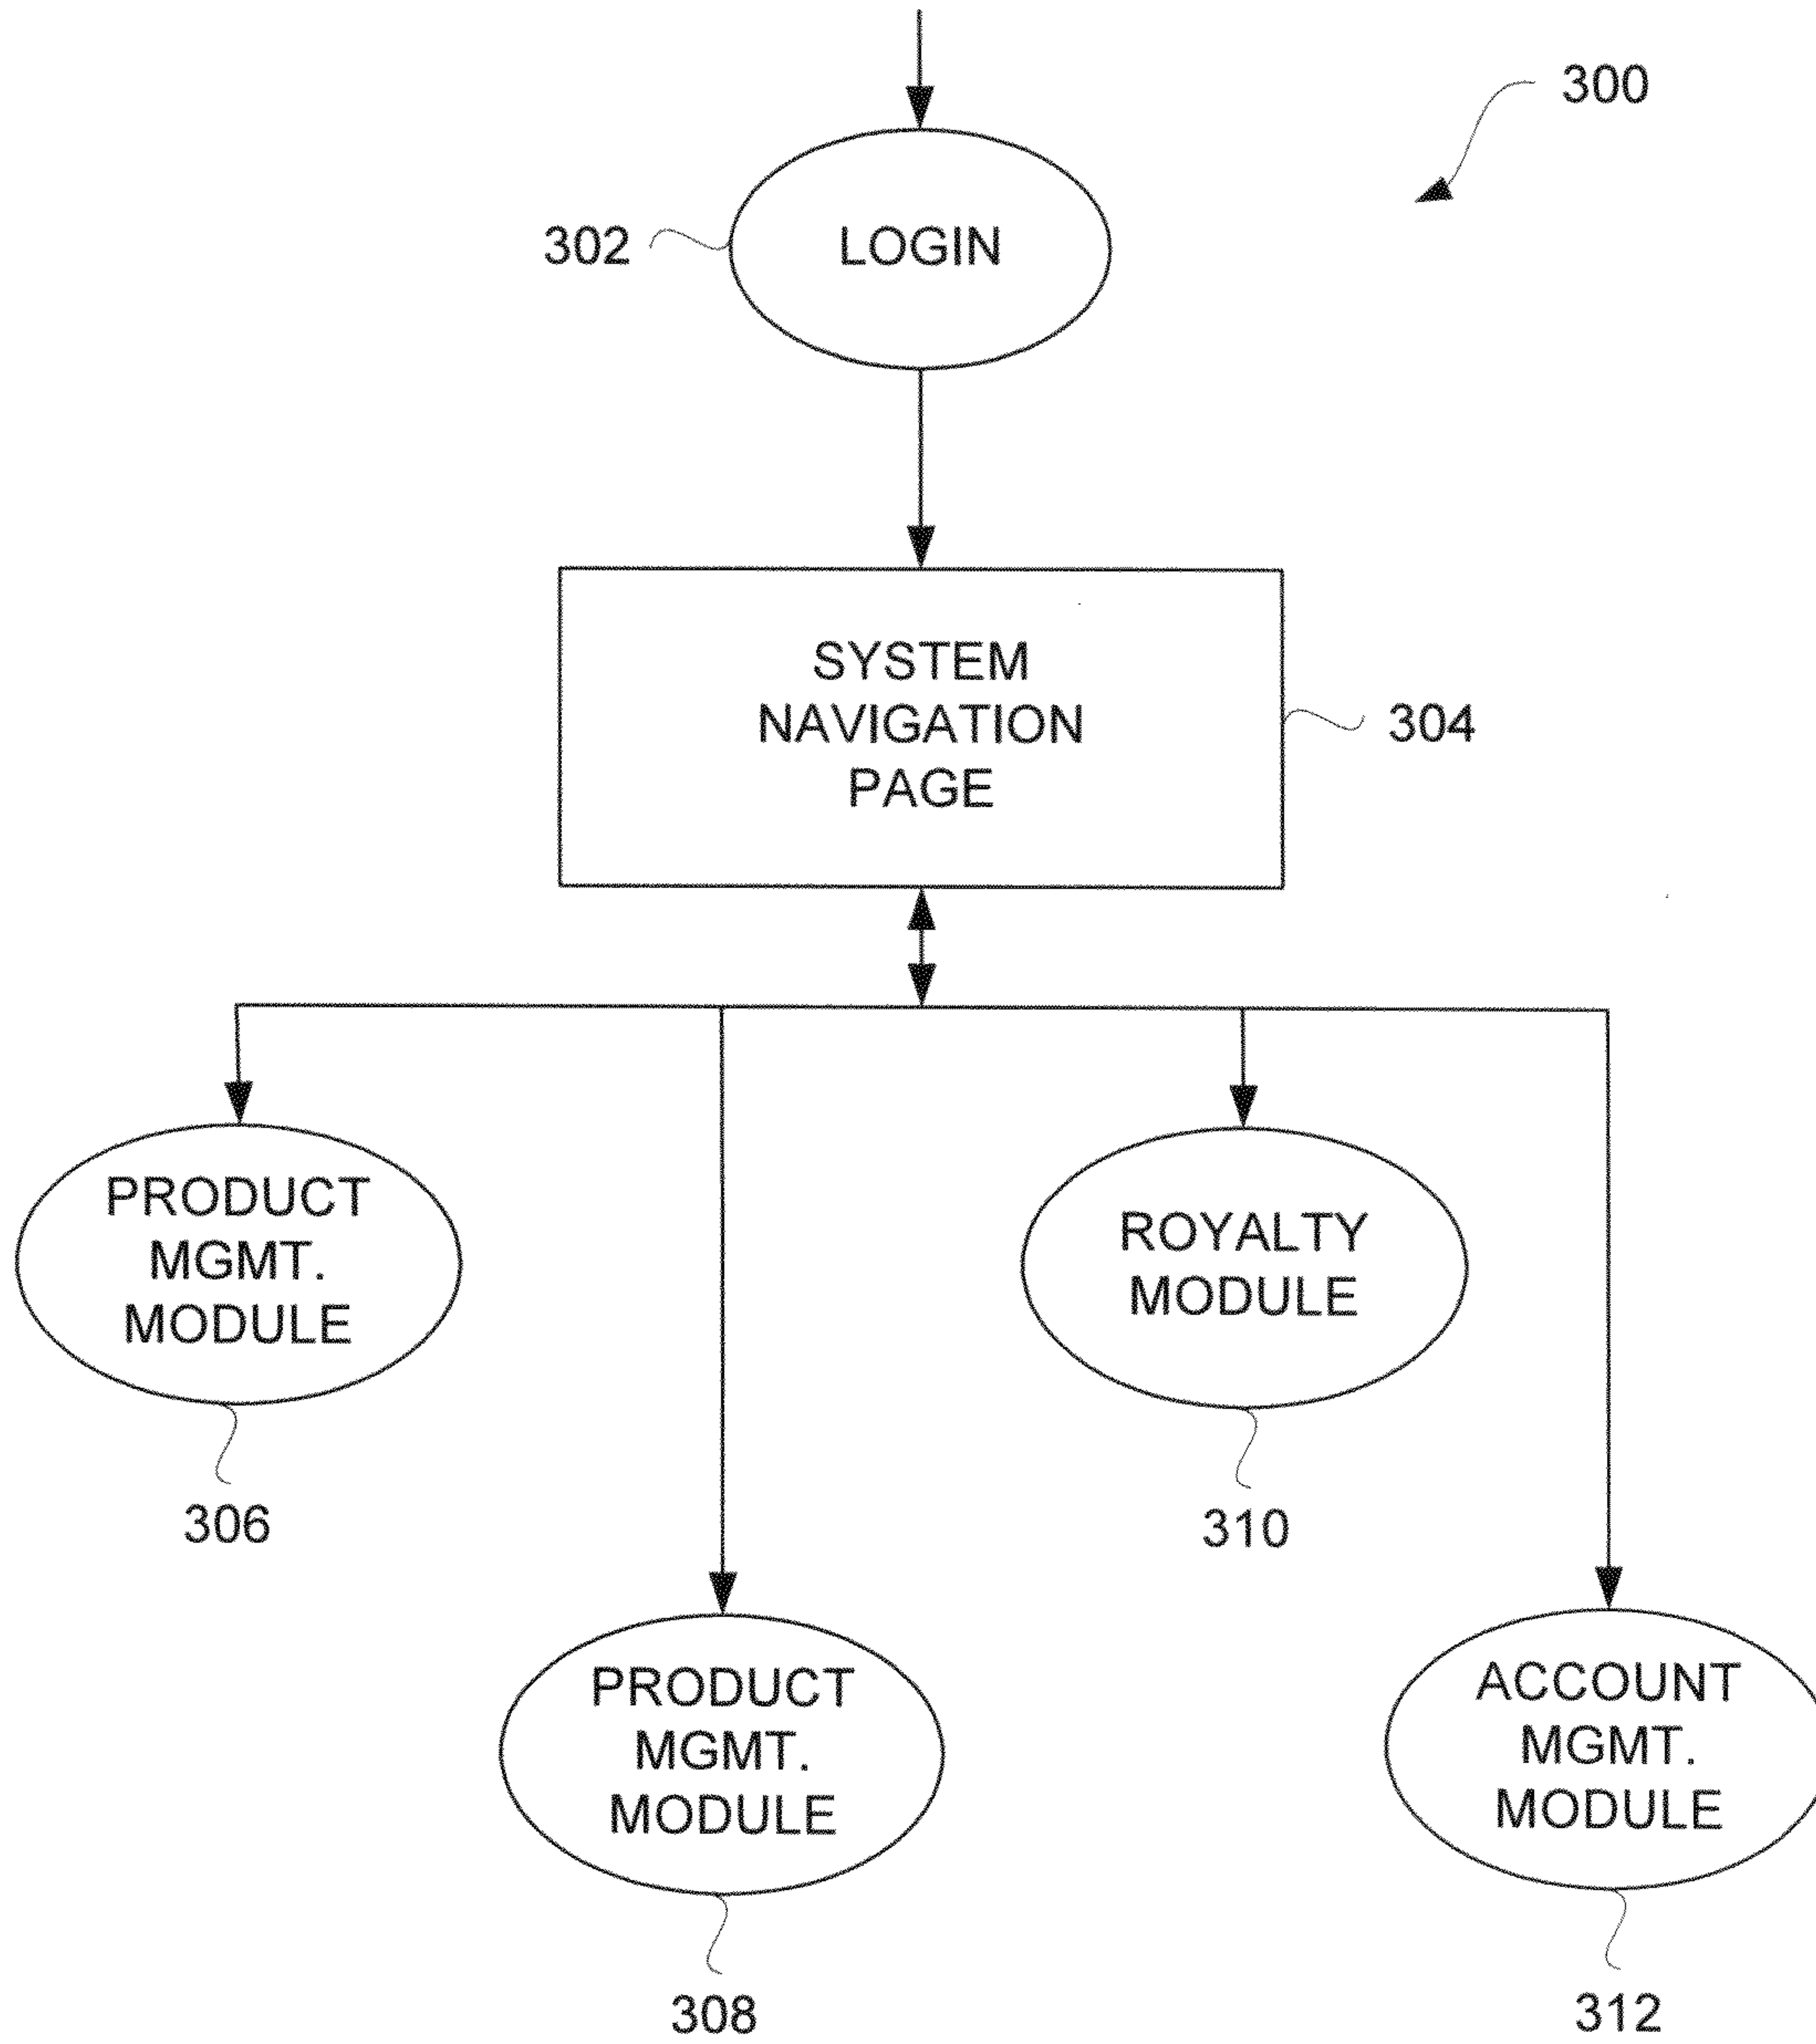 300
302
LOGIN
SYSTEM
NAVIGATION
PAGE
304
PRODUCT
MGMT.
MODULE
306
ROYALTY
MODULE
310
PRODUCT
MGMT.
MODULE
308
ACCOUNT
MGMT.
MODULE
312